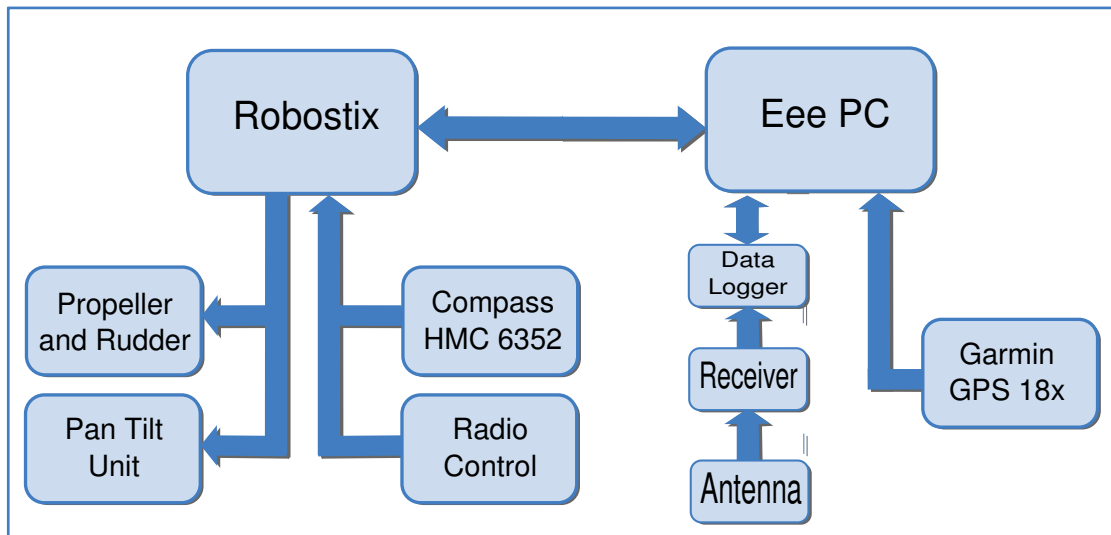 Robostix
Eee PC
Data
Logger
Propeller
and Rudder
Compass
HMC 6352
Receiver
Garmin
GPS 18x
Pan Tilt
Unit
Radio
Control
Antenna